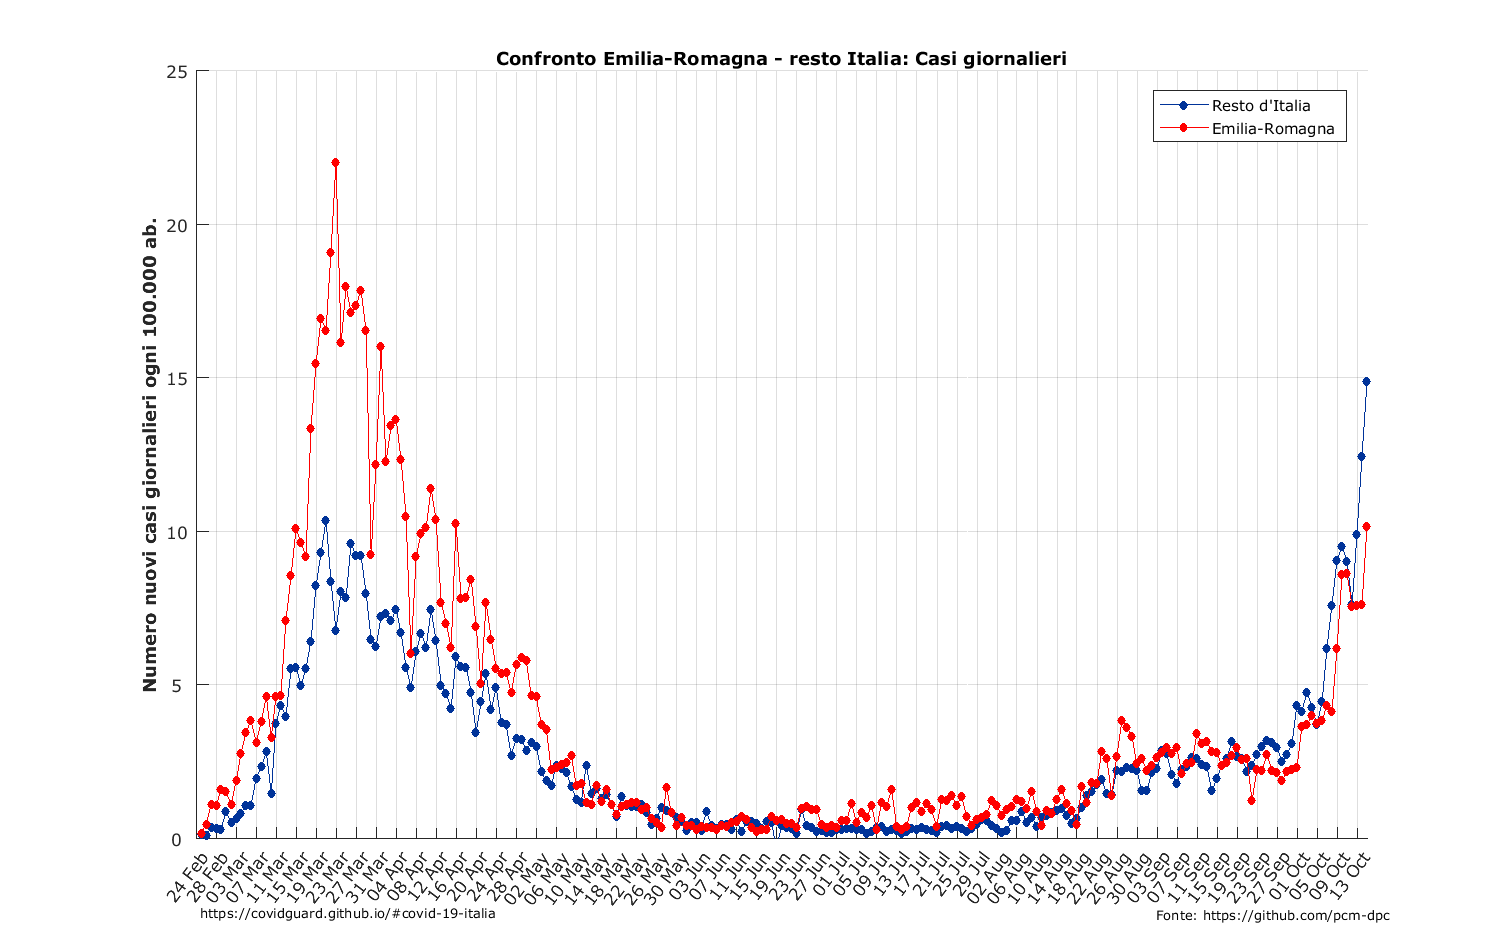 Confronto Emilia-Romagna - resto Italia: Casi giornalieri
Resto d'Italia
Emilia-Romagna
Numero nuovi casi giornalieri ogni 100.000 ab.
25
20
15
10
5
0
24 Feb
28 Feb
03 Mar
07 Mar
11 Mar
15 Mar
19 Mar
23 Mar
27 Mar
31 Mar
04 Apr
08 Apr
12 Apr
16 Apr
20 Apr
24 Apr
28 Apr
02 May
06 May
10 May
14 May
18 May
22 May
26 May
30 May
03 Jun
07 Jun
11 Jun
15 Jun
19 Jun
23 Jun
27 Jun
01 Jul
05 Jul
09 Jul
13 Jul
17 Jul
21 Jul
25 Jul
29 Jul
02 Aug
06 Aug
10 Aug
14 Aug
18 Aug
22 Aug
26 Aug
30 Aug
03 Sep
07 Sep
11 Sep
15 Sep
19 Sep
23 Sep
27 Sep
01 Oct
05 Oct
09 Oct
13 Oct
https://covidguard.github.io/#covid-19-italia
Fonte: https://github.com/pcm-dpc